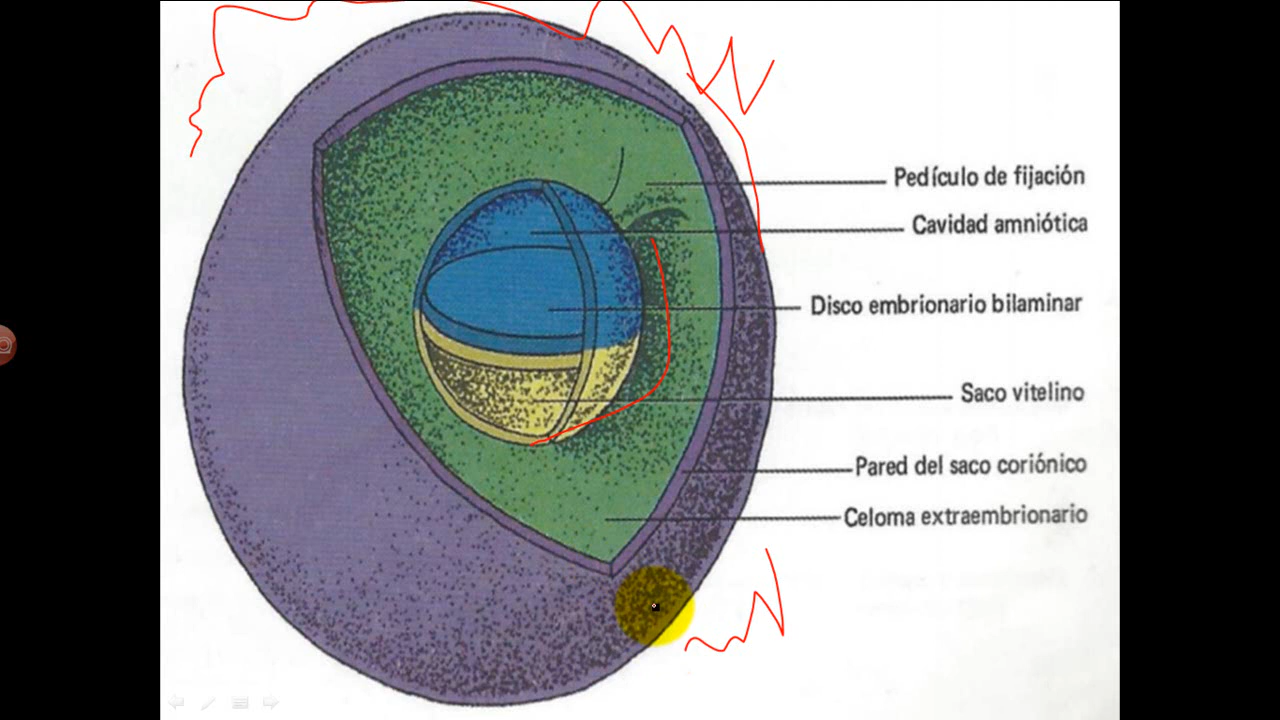 Pedículo de fijación
Cavidad amniótica
Disco embrionario bilaminar
Saco vitelino
Pared del saco coriónico
Celoma extraembrionario